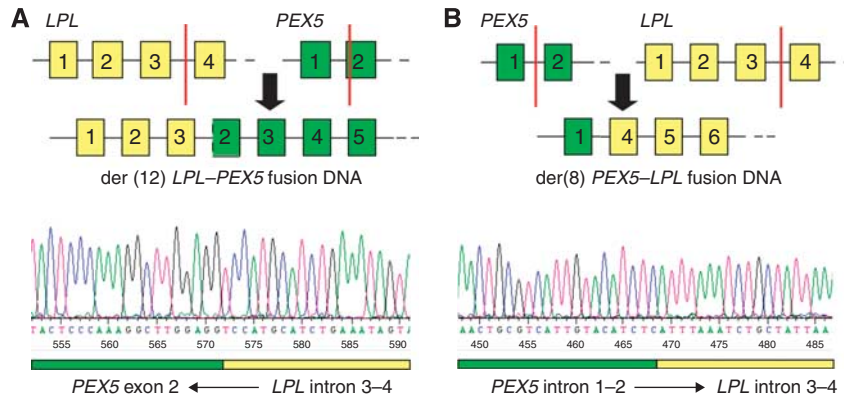 A LPL PEX5
1 2 3 4 1 2
1 2 3 2 3 4 5
der (12) LPL–PEX5 fusion DNA
TACTCCCAAAGGCTTGGAGGTCCATGCATCTGAAATAGTA
555 560 565 570 575 580 585 590
PEX5 exon 2 LPL intron 3–4
B PEX5 LPL
1 2 1 2 3 4
1 4 5 6
der(8) PEX5–LPL fusion DNA
AACTGCGTCATTGTACATCTCATTTAAATCTGCTATTAA
450 455 460 465 470 475 480 485
PEX5 intron 1–2 LPL intron 3–4